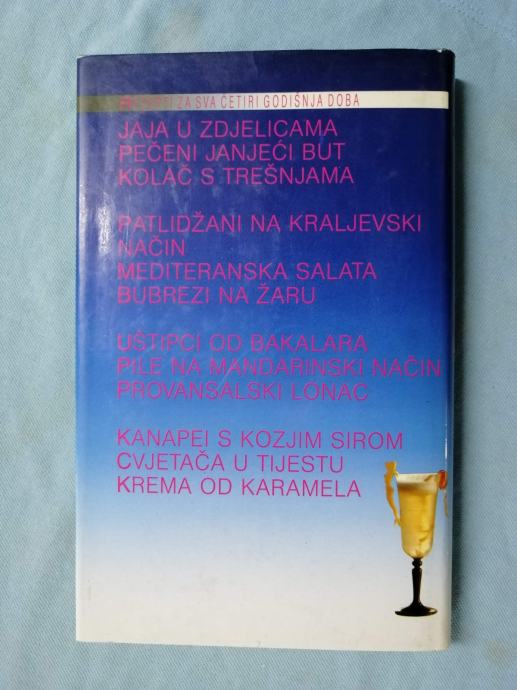 RECEPTI ZA SVA ČETIRI GODIŠNJA DOBA
JAJA U ZDJELICAMA
PEČENI JANJEĆI BUT
KOLAČ S TREŠNJAMA
PATLIDŽANI NA KRALJEVSKI
NAČIN
MEDITERANSKA SALATA
BUBREZI NA ŽARU
UŠTIPCI OD BAKALARA
PILE NA MANDARINSKI NAČIN
PROVANSALSKI LONAC
KANAPEI S KOZJIM SIROM
CVJETAČA U TIJESTU
KREMA OD KARAMELA